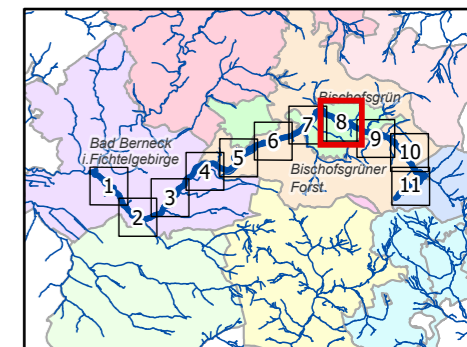 Bischofsgrün
7
8
9
10
11
6
5
4
3
2
1
Bad Berneck
i.Fichtelgebirge
Bischofsgrüner
Forst